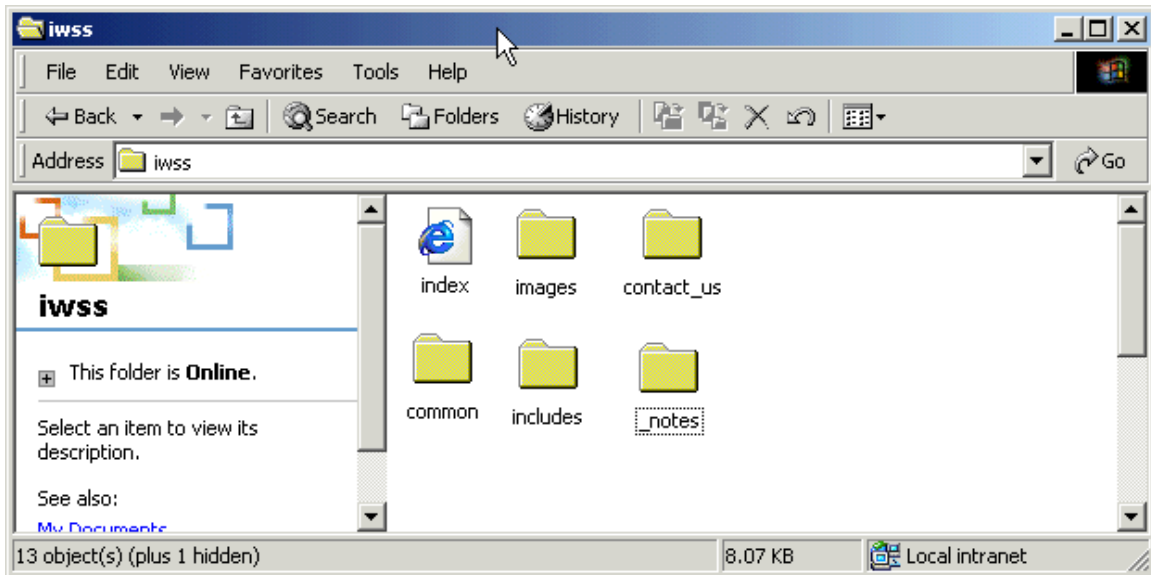 iwss
File Edit View Favorites Tools Help
Back Search Folders History
Address iwss Go
iwss
This folder is Online.
Select an item to view its
description.
See also:
My Documents
index images contact_us
common includes _notes
13 object(s) (plus 1 hidden) 8.07 KB Local intranet